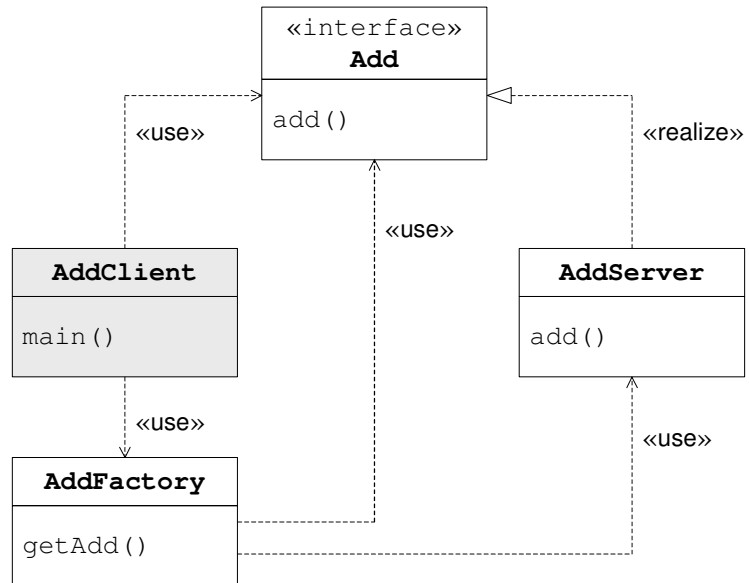 «interface»
Add
add()
«use»
«realize»
«use»
AddClient
main()
AddServer
add()
«use»
«use»
AddFactory
getAdd()